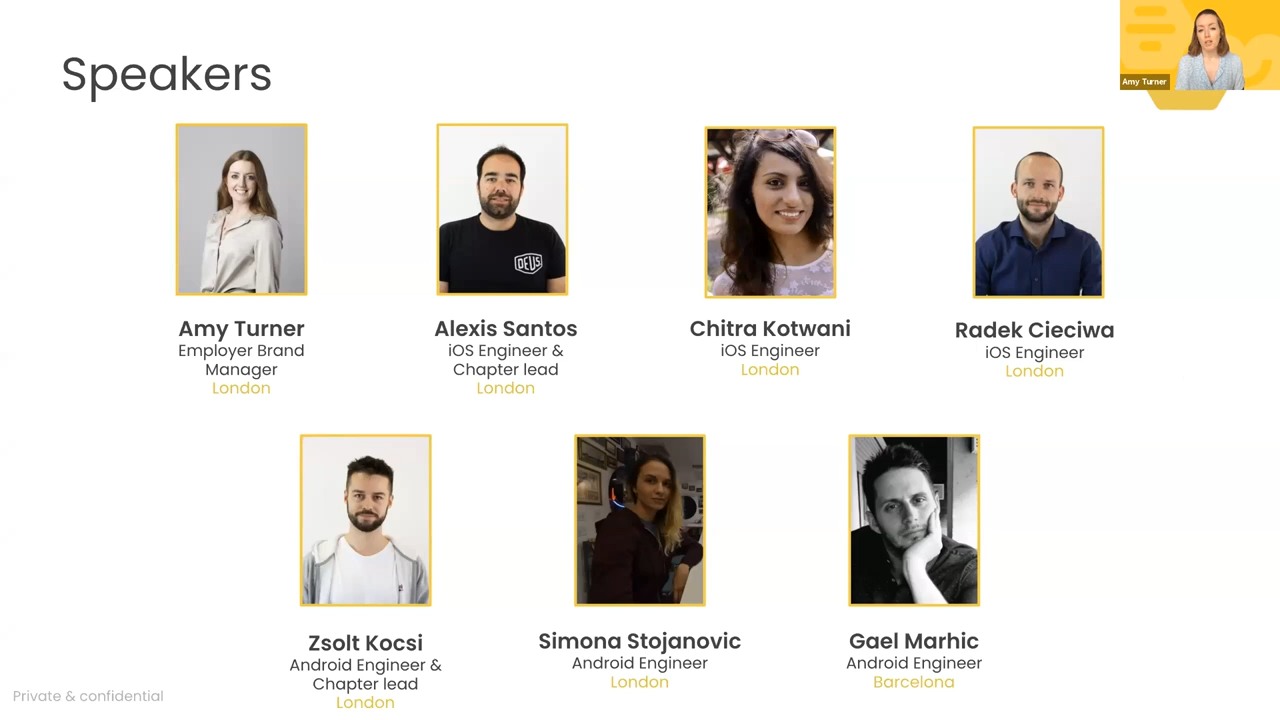 Speakers
Amy Turner
DEUS
Amy Turner
Employer Brand
Manager
London
Alexis Santos
iOS Engineer &
Chapter lead
London
Chitra Kotwani
iOS Engineer
London
Radek Cieciwa
iOS Engineer
London
Zsolt Kocsi
Android Engineer &
Chapter lead
London
Simona Stojanovic
Android Engineer
London
Gael Marhic
Android Engineer
Barcelona
Private & confidential